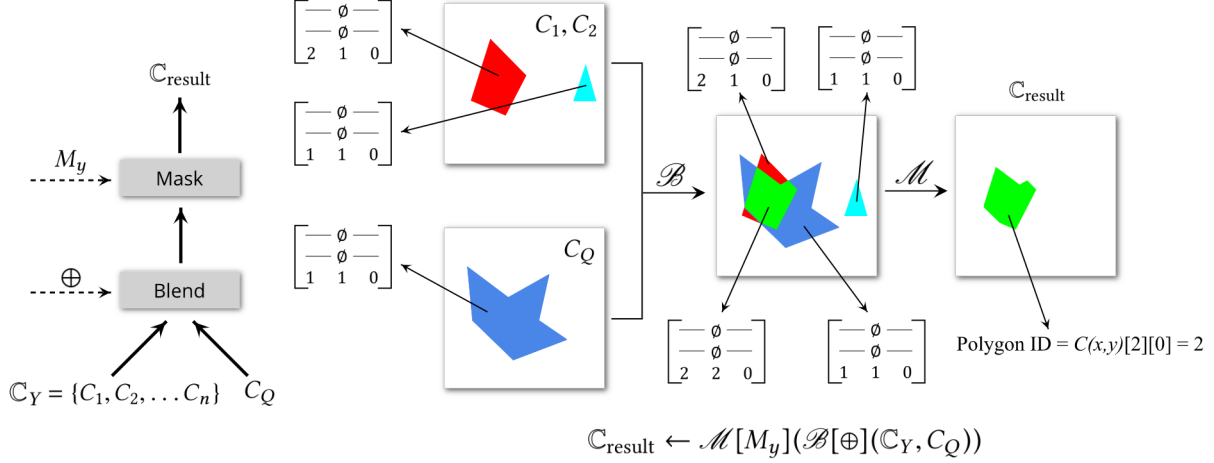 ℂ_result
M_y
Mask
⊕
Blend
ℂ_Y = {C_1, C_2, … C_n}
C_Q
— ∅ —
— ∅ —
2 1 0
— ∅ —
— ∅ —
1 1 0
C_1, C_2
— ∅ —
— ∅ —
1 1 0
C_Q
ℬ
— ∅ —
— ∅ —
2 1 0
— ∅ —
— ∅ —
1 1 0
— ∅ —
— ∅ —
2 2 0
— ∅ —
— ∅ —
1 1 0
ℳ
ℂ_result
Polygon ID = C(x,y)[2][0] = 2
ℂ_result ← ℳ[M_y](ℬ[⊕](ℂ_Y, C_Q))